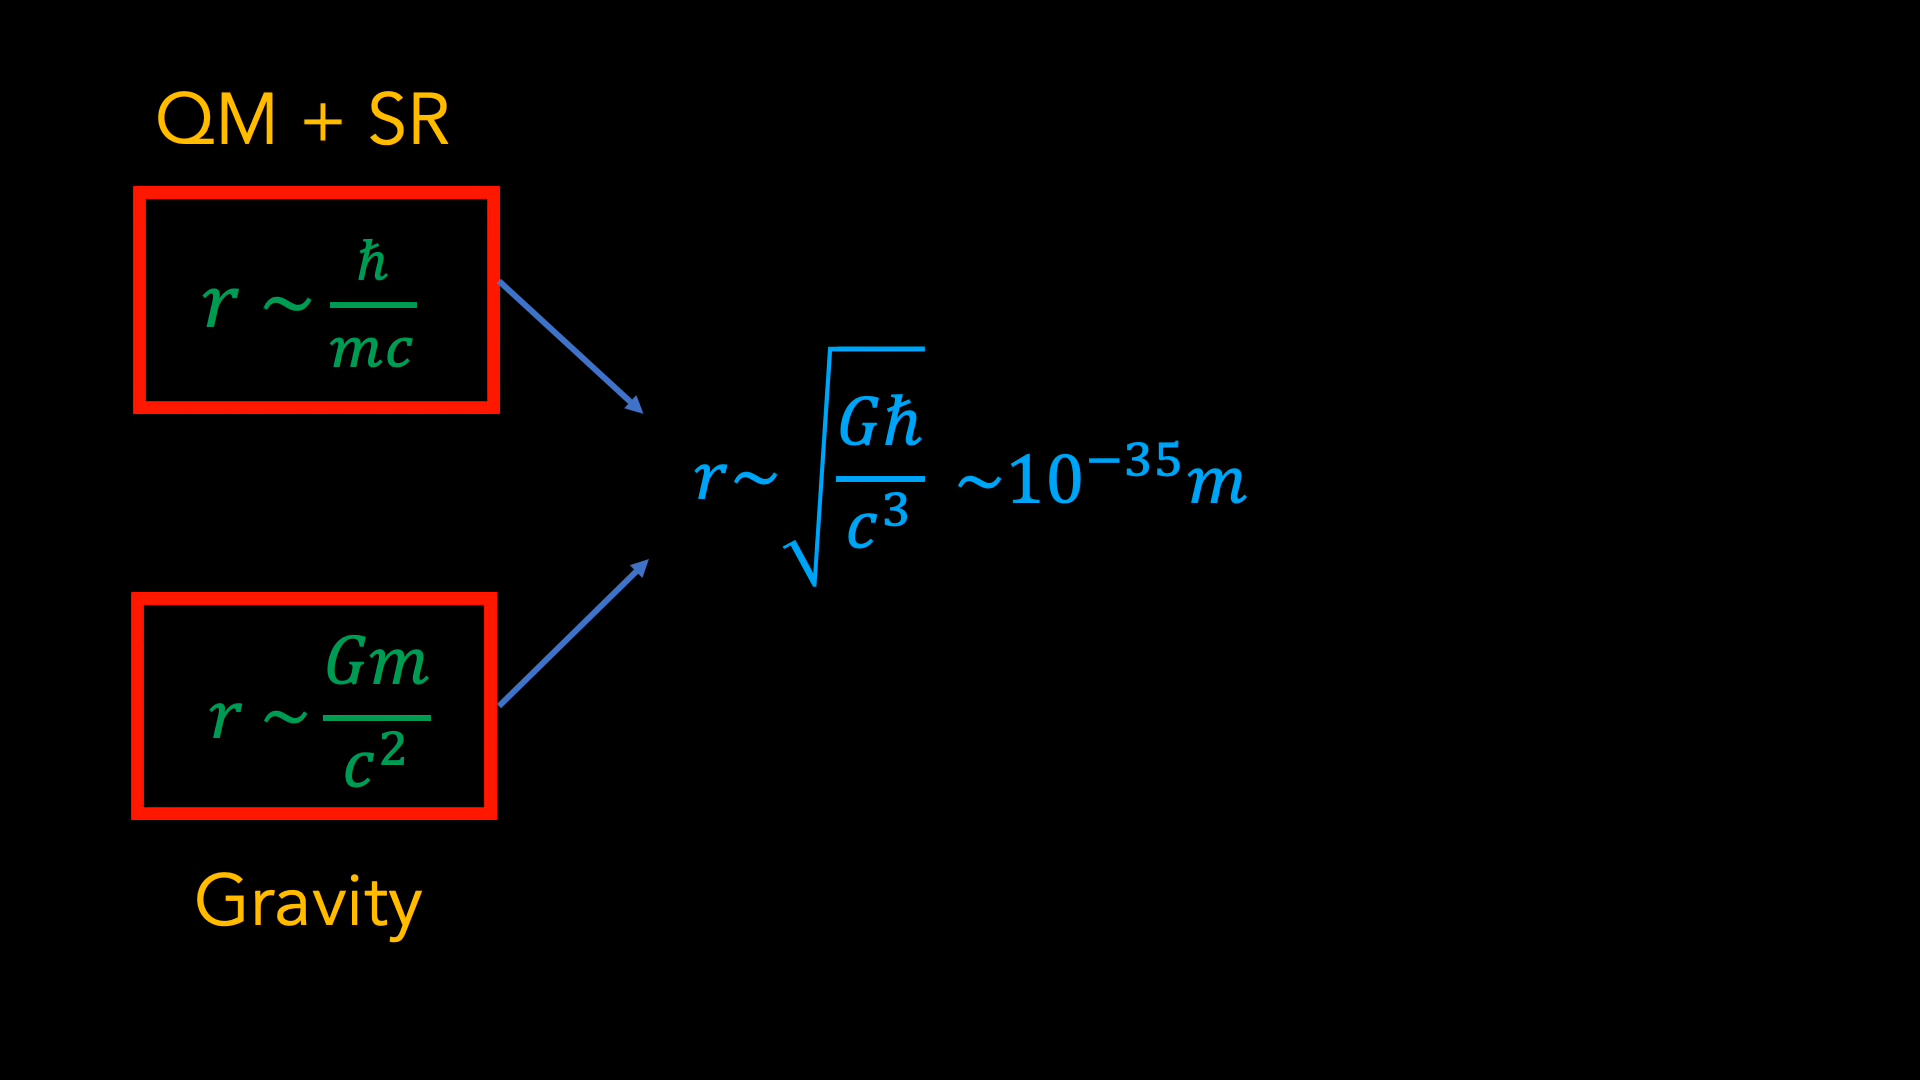 QM + SR
r ~ ħ/mc
r~√(Għ/c³) ~10⁻³⁵m
r ~ Gm/c²
Gravity